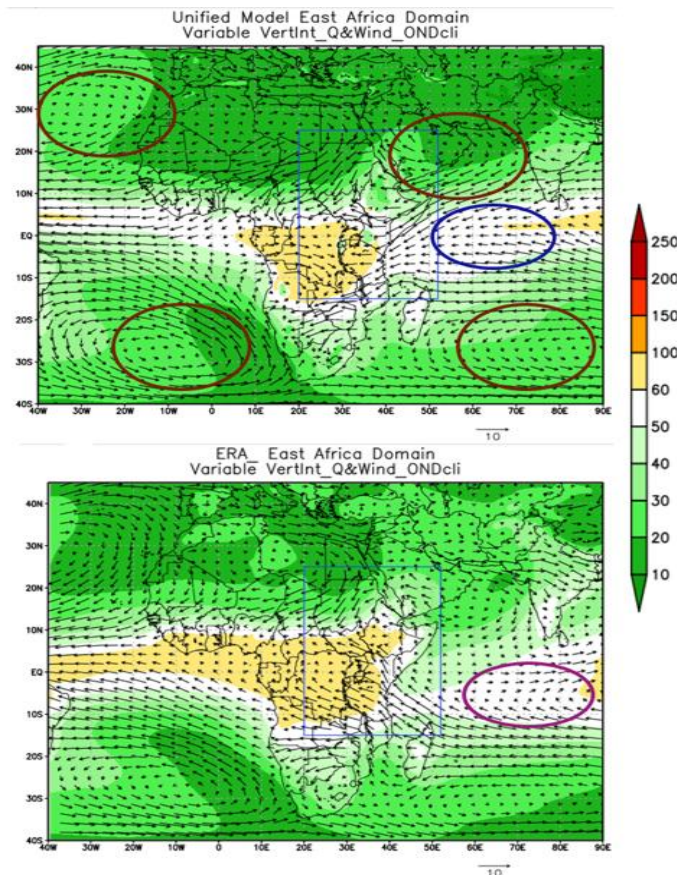 Unified Model East Africa Domain
Variable VertInt_Q&Wind_ONDcli
40N
30N
20N
10N
EQ
10S
20S
30S
40S
40W 30W 20W 10W 0 10E 20E 30E 40E 50E 60E 70E 80E 90E
10
250
200
150
100
60
50
40
30
20
10
ERA_ East Africa Domain
Variable VertInt_Q&Wind_ONDcli
40N
30N
20N
10N
EQ
10S
20S
30S
40S
40W 30W 20W 10W 0 10E 20E 30E 40E 50E 60E 70E 80E 90E
10